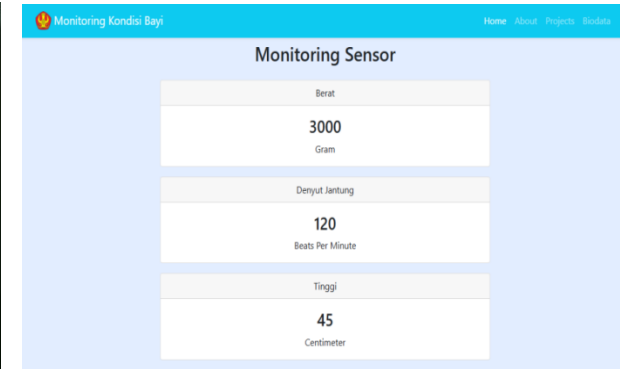 Monitoring Kondisi Bayi
Home About Projects Biodata
Monitoring Sensor
Berat
3000
Gram
Denyut Jantung
120
Beats Per Minute
Tinggi
45
Centimeter